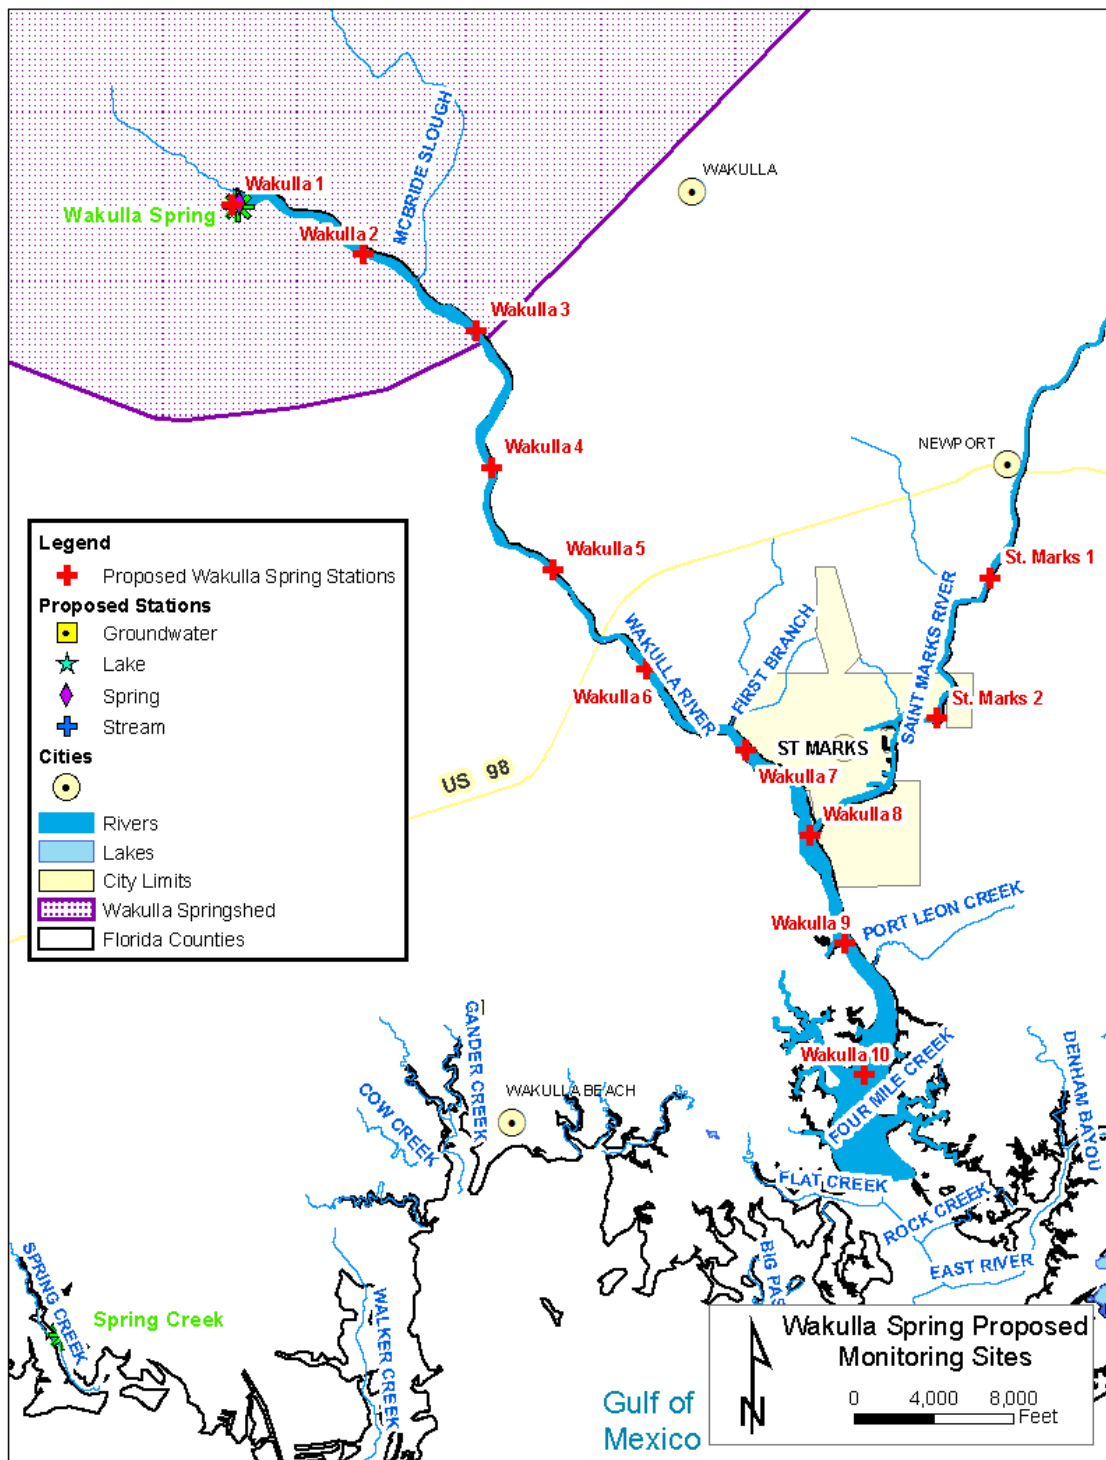 MCBRIDE SLOUGH
WAKULLA
Wakulla 1
Wakulla Spring
Wakulla 2
Wakulla 3
NEWPORT
Wakulla 4
Wakulla 5
St. Marks 1
Legend
Proposed Wakulla Spring Stations
Proposed Stations
Groundwater
Lake
Spring
Stream
Cities
Rivers
Lakes
City Limits
Wakulla Springshed
Florida Counties
WAKULLA RIVER
FIRST BRANCH
SAINT MARKS RIVER
Wakulla 6
St. Marks 2
ST MARKS
Wakulla 7
US 98
Wakulla 8
Wakulla 9
PORT LEON CREEK
Wakulla 10
FOUR MILE CREEK
DENHAM BAYOU
GANDER CREEK
COW CREEK
WAKULLA BEACH
FLAT CREEK
ROCK CREEK
EAST RIVER
BIG PAS
SPRING CREEK
Spring Creek
WALKER CREEK
Gulf of
Mexico
Wakulla Spring Proposed
Monitoring Sites
N
0 4,000 8,000
Feet